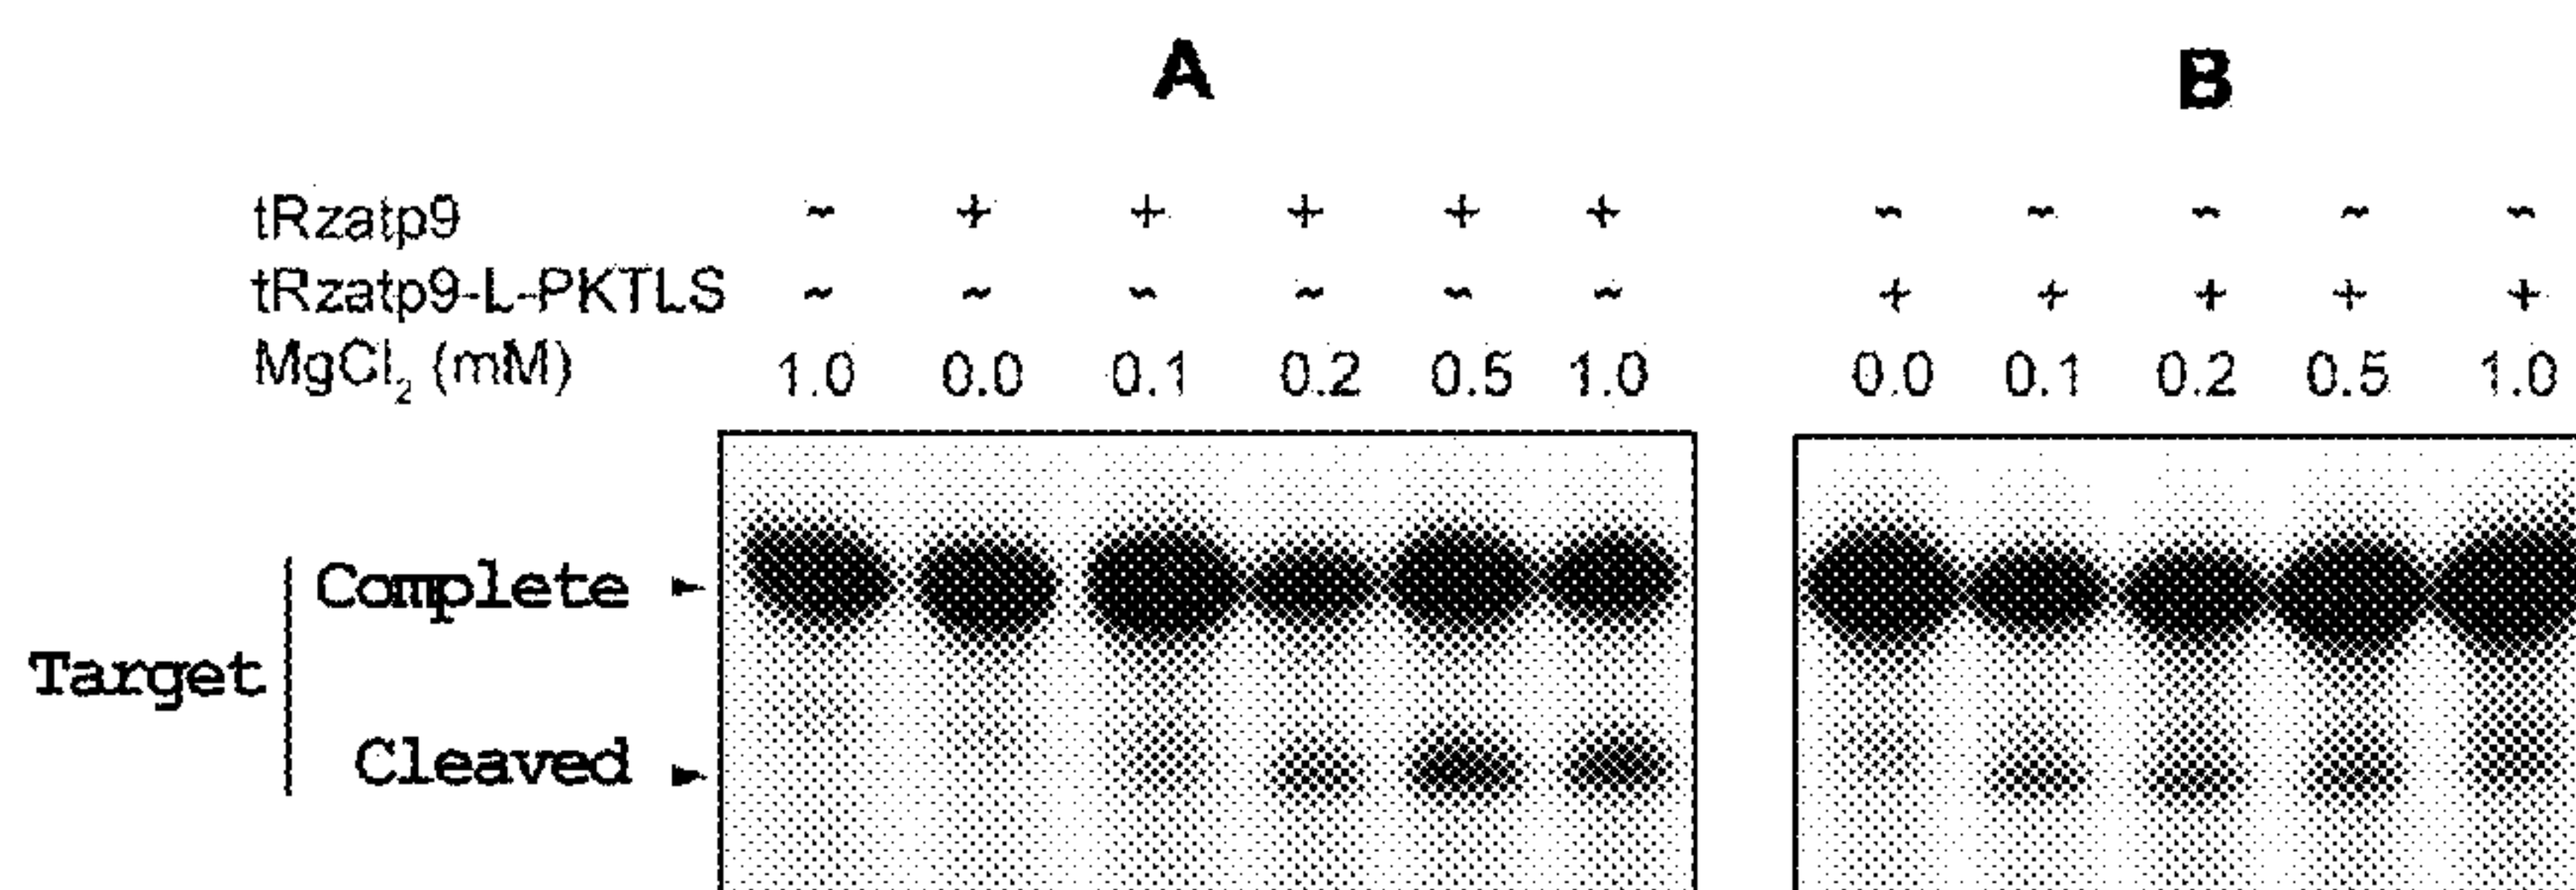 A B
tRzatp9 - + + + + + - - - - -
tRzatp9-L-PKTLS - - - - - - + + + + +
MgCl₂ (mM) 1.0 0.0 0.1 0.2 0.5 1.0 0.0 0.1 0.2 0.5 1.0
Complete
Target
Cleaved